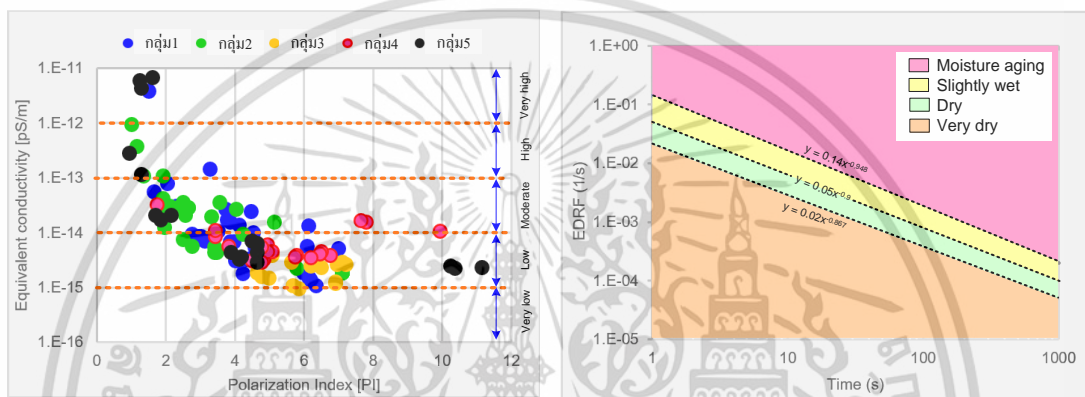 กลุ่ม1 กลุ่ม2 กลุ่ม3 กลุ่ม4 กลุ่ม5
Equivalent conductivity [pS/m]
1.E-11
1.E-12
1.E-13
1.E-14
1.E-15
1.E-16
0 2 4 6 8 10 12
Polarization Index [PI]
Very high
High
Moderate
Low
Very low
EDRF (1/s)
1.E+00
1.E-01
1.E-02
1.E-03
1.E-04
1.E-05
1 10 100 1000
Time (s)
Moisture aging
Slightly wet
Dry
Very dry
y = 0.14x-0.948
y = 0.05x-0.9
y = 0.02x-0.867